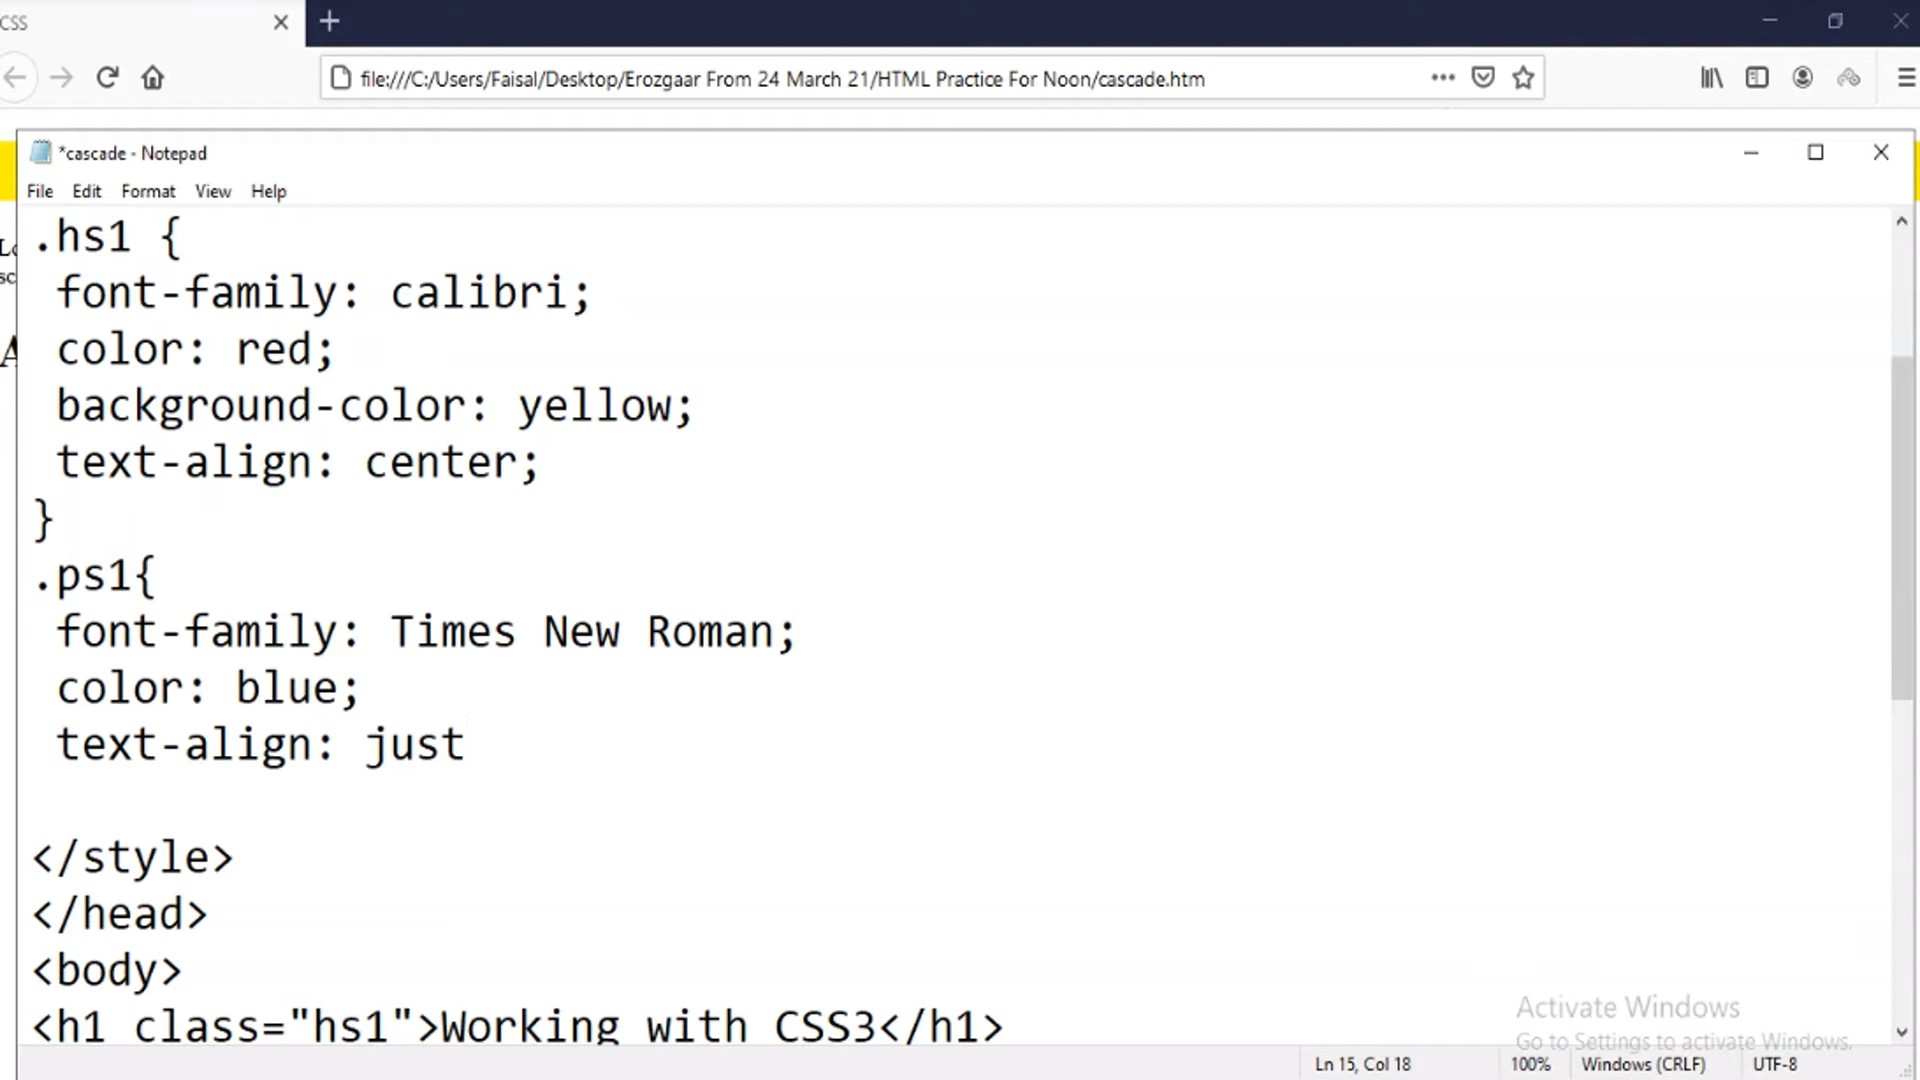 CSS
file:///C:/Users/Faisal/Desktop/Erozgaar From 24 March 21/HTML Practice For Noon/cascade.htm
*cascade - Notepad
File Edit Format View Help
.hs1 {
font-family: calibri;
color: red;
background-color: yellow;
text-align: center;
}
.ps1{
font-family: Times New Roman;
color: blue;
text-align: just
</style>
</head>
<body>
<h1 class="hs1">Working with CSS3</h1>
Activate Windows
Go to Settings to activate Windows.
Ln 15, Col 18 100% Windows (CRLF) UTF-8